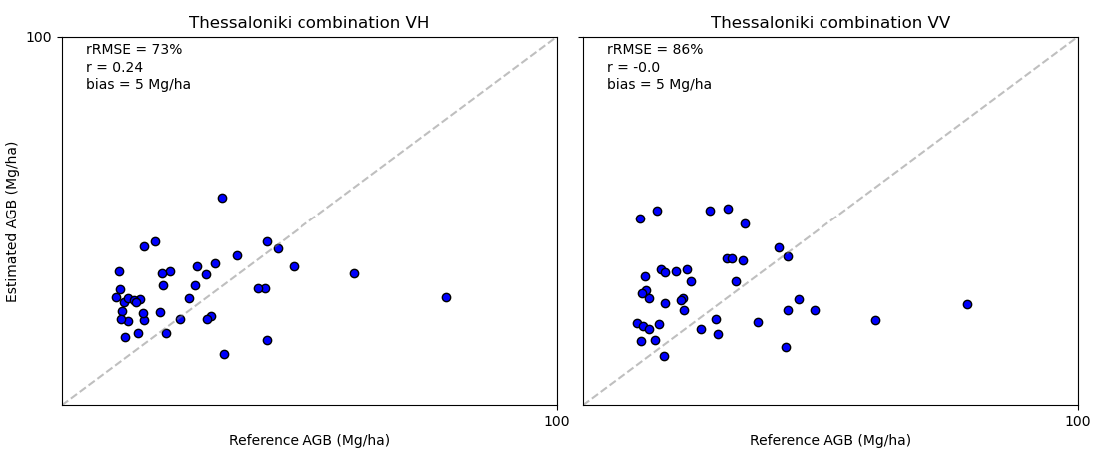 Thessaloniki combination VH
100
rRMSE = 73%
r = 0.24
bias = 5 Mg/ha
Estimated AGB (Mg/ha)
100
Reference AGB (Mg/ha)
Thessaloniki combination VV
rRMSE = 86%
r = -0.0
bias = 5 Mg/ha
100
Reference AGB (Mg/ha)